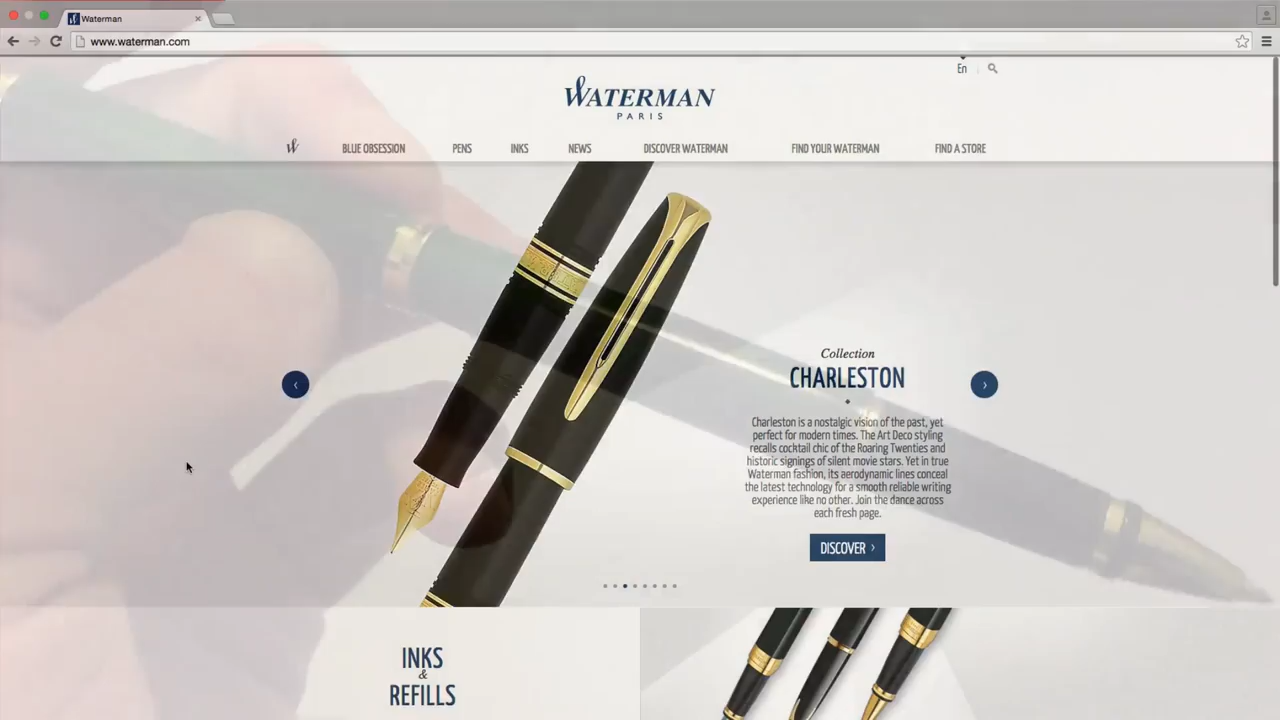 Waterman
www.waterman.com
En
WATERMAN
PARIS
W BLUE OBSESSION PENS INKS NEWS DISCOVER WATERMAN FIND YOUR WATERMAN FIND A STORE
Collection
CHARLESTON
Charleston is a nostalgic vision of the past, yet
perfect for modern times. The Art Deco styling
recalls cocktail chic of the Roaring Twenties and
historic signings of silent movie stars. Yet in true
Waterman fashion, its aerodynamic lines conceal
the latest technology for a smooth reliable writing
experience like no other. Join the dance across
each fresh page.
DISCOVER
INKS
&
REFILLS